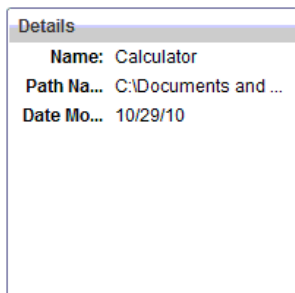 Details
Name: Calculator
Path Na... C:\Documents and ...
Date Mo... 10/29/10